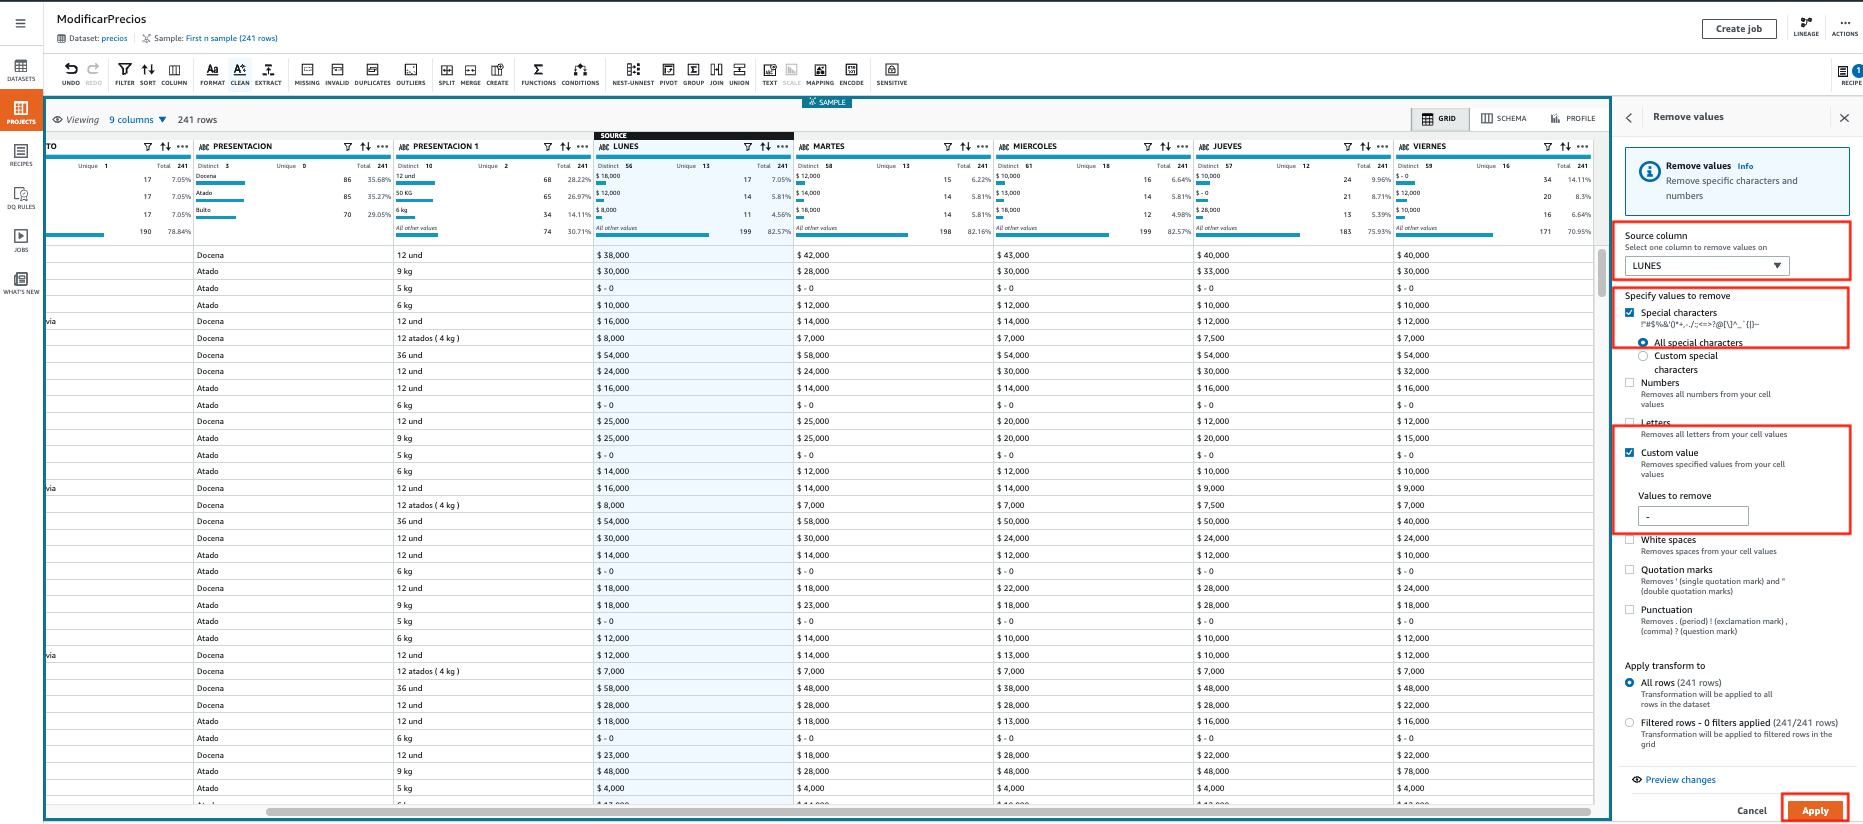 ModificarPrecios
Dataset: precios Sample: First n sample (241 rows)
Create job
LINEAGE
ACTIONS
UNDO REDO FILTER SORT COLUMN FORMAT CLEAN EXTRACT MISSING INVALID DUPLICATES OUTLIERS SPLIT MERGE CREATE FUNCTIONS CONDITIONS NEST-UNNEST PIVOT GROUP JOIN UNION TEXT SCALE MAPPING ENCODE SENSITIVE
1
RECIPE
DATASETS
PROJECTS
RECIPES
DQ RULES
JOBS
WHAT'S NEW
SAMPLE
Viewing 9 columns 241 rows
GRID SCHEMA PROFILE
SOURCE
TO ABC PRESENTACION ABC PRESENTACION 1 ABC LUNES ABC MARTES ABC MIERCOLES ABC JUEVES ABC VIERNES
Unique 1 Total 241 Distinct 3 Unique 0 Total 241 Distinct 10 Unique 2 Total 241 Distinct 56 Unique 13 Total 241 Distinct 58 Unique 13 Total 241 Distinct 61 Unique 18 Total 241 Distinct 57 Unique 12 Total 241 Distinct 59 Unique 16 Total 241
17 7.05% Docena 86 35.68% 12 und 68 28.22% $ 18,000 17 7.05% $ 12,000 15 6.22% $ 10,000 16 6.64% $ 10,000 24 9.96% $ - 0 34 14.11%
17 7.05% Atado 85 35.27% 50 KG 65 26.97% $ 12,000 14 5.81% $ 14,000 14 5.81% $ 13,000 14 5.81% $ - 0 21 8.71% $ 12,000 20 8.3%
17 7.05% Bulto 70 29.05% 6 kg 34 14.11% $ 8,000 11 4.56% $ 18,000 14 5.81% $ 18,000 12 4.98% $ 28,000 13 5.39% $ 10,000 16 6.64%
190 78.84% All other values 74 30.71% All other values 199 82.57% All other values 198 82.16% All other values 199 82.57% All other values 183 75.93% All other values 171 70.95%
Docena 12 und $ 38,000 $ 42,000 $ 43,000 $ 40,000 $ 40,000
Atado 9 kg $ 30,000 $ 28,000 $ 30,000 $ 33,000 $ 30,000
Atado 5 kg $ - 0 $ - 0 $ - 0 $ - 0 $ - 0
Atado 6 kg $ 10,000 $ 12,000 $ 12,000 $ 10,000 $ 10,000
via Docena 12 und $ 16,000 $ 14,000 $ 14,000 $ 12,000 $ 12,000
Docena 12 atados ( 4 kg ) $ 8,000 $ 7,000 $ 7,000 $ 7,500 $ 7,000
Docena 36 und $ 54,000 $ 58,000 $ 54,000 $ 54,000 $ 54,000
Docena 12 und $ 24,000 $ 24,000 $ 30,000 $ 30,000 $ 32,000
Atado 12 und $ 16,000 $ 14,000 $ 14,000 $ 16,000 $ 16,000
Atado 6 kg $ - 0 $ - 0 $ - 0 $ - 0 $ - 0
Docena 12 und $ 25,000 $ 25,000 $ 20,000 $ 12,000 $ 12,000
Atado 9 kg $ 25,000 $ 25,000 $ 20,000 $ 20,000 $ 15,000
Atado 5 kg $ - 0 $ - 0 $ - 0 $ - 0 $ - 0
Atado 6 kg $ 14,000 $ 12,000 $ 12,000 $ 10,000 $ 10,000
via Docena 12 und $ 16,000 $ 14,000 $ 14,000 $ 9,000 $ 9,000
Docena 12 atados ( 4 kg ) $ 8,000 $ 7,000 $ 7,000 $ 7,500 $ 7,000
Docena 36 und $ 54,000 $ 58,000 $ 50,000 $ 50,000 $ 40,000
Docena 12 und $ 30,000 $ 30,000 $ 24,000 $ 24,000 $ 24,000
Atado 12 und $ 14,000 $ 14,000 $ 12,000 $ 12,000 $ 10,000
Atado 6 kg $ - 0 $ - 0 $ - 0 $ - 0 $ - 0
Docena 12 und $ 18,000 $ 18,000 $ 22,000 $ 28,000 $ 24,000
Atado 9 kg $ 18,000 $ 23,000 $ 18,000 $ 28,000 $ 18,000
Atado 5 kg $ - 0 $ - 0 $ - 0 $ - 0 $ - 0
Atado 6 kg $ 12,000 $ 14,000 $ 10,000 $ 10,000 $ 12,000
via Docena 12 und $ 12,000 $ 14,000 $ 13,000 $ 10,000 $ 12,000
Docena 12 atados ( 4 kg ) $ 7,000 $ 7,000 $ 7,000 $ 7,000 $ 7,000
Docena 36 und $ 58,000 $ 48,000 $ 38,000 $ 48,000 $ 48,000
Docena 12 und $ 28,000 $ 28,000 $ 28,000 $ 28,000 $ 22,000
Atado 12 und $ 18,000 $ 14,000 $ 13,000 $ 16,000 $ 16,000
Atado 6 kg $ - 0 $ - 0 $ - 0 $ - 0 $ - 0
Docena 12 und $ 23,000 $ 18,000 $ 28,000 $ 22,000 $ 22,000
Atado 9 kg $ 48,000 $ 28,000 $ 48,000 $ 48,000 $ 78,000
Atado 5 kg $ 4,000 $ 4,000 $ 4,000 $ 4,000 $ 4,000
Remove values
Remove values Info
Remove specific characters and
numbers
Source column
Select one column to remove values on
LUNES
Specify values to remove
Special characters
!"#$%&'()*+,-./:;<=>?@[\]^_`{|}~
All special characters
Custom special
characters
Numbers
Removes all numbers from your cell
values
Letters
Removes all letters from your cell values
Custom value
Removes specified values from your cell
values
Values to remove
-
White spaces
Removes spaces from your cell values
Quotation marks
Removes ' (single quotation mark) and "
(double quotation marks)
Punctuation
Removes . (period) ! (exclamation mark) ,
(comma) ? (question mark)
Apply transform to
All rows (241 rows)
Transformation will be applied to all
rows in the dataset
Filtered rows - 0 filters applied (241/241 rows)
Transformation will be applied to filtered rows in the
grid
Preview changes
Cancel Apply